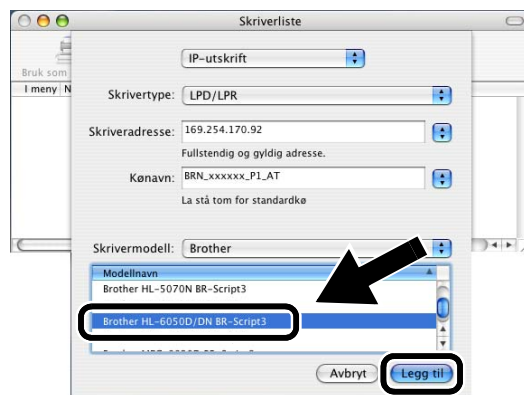 Skriverliste
IP-utskrift
Bruk som
I meny N
Skrivertype: LPD/LPR
Skriveradresse: 169.254.170.92
Fullstendig og gyldig adresse.
Kønavn: BRN_xxxxxx_P1_AT
La stå tom for standardkø
Skrivermodell: Brother
Modellnavn
Brother HL-5070N BR-Script3
Brother HL-6050D/DN BR-Script3
Avbryt Legg til